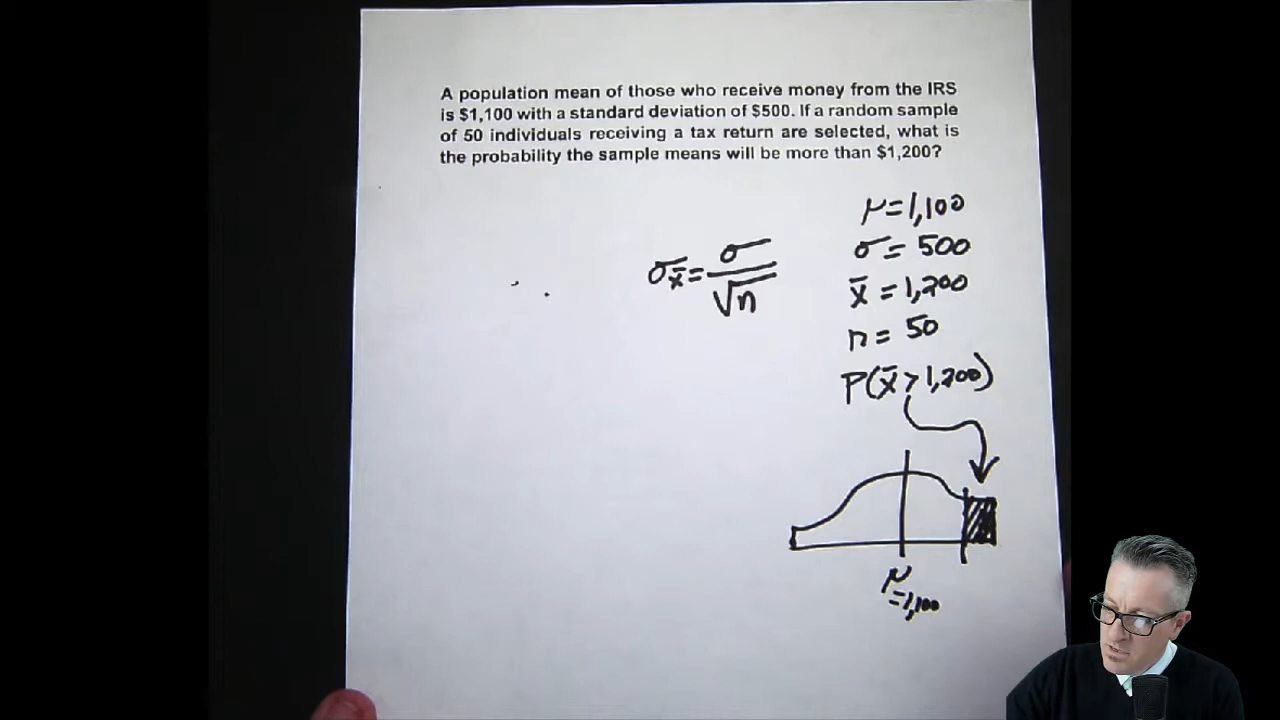 A population mean of those who receive money from the IRS
is $1,100 with a standard deviation of $500. If a random sample
of 50 individuals receiving a tax return are selected, what is
the probability the sample means will be more than $1,200?
μ=1,100
σ= 500
x̄ = 1,200
n = 50
P(x̄ > 1,200)
σx̄ = σ/√n
μ
=1,100